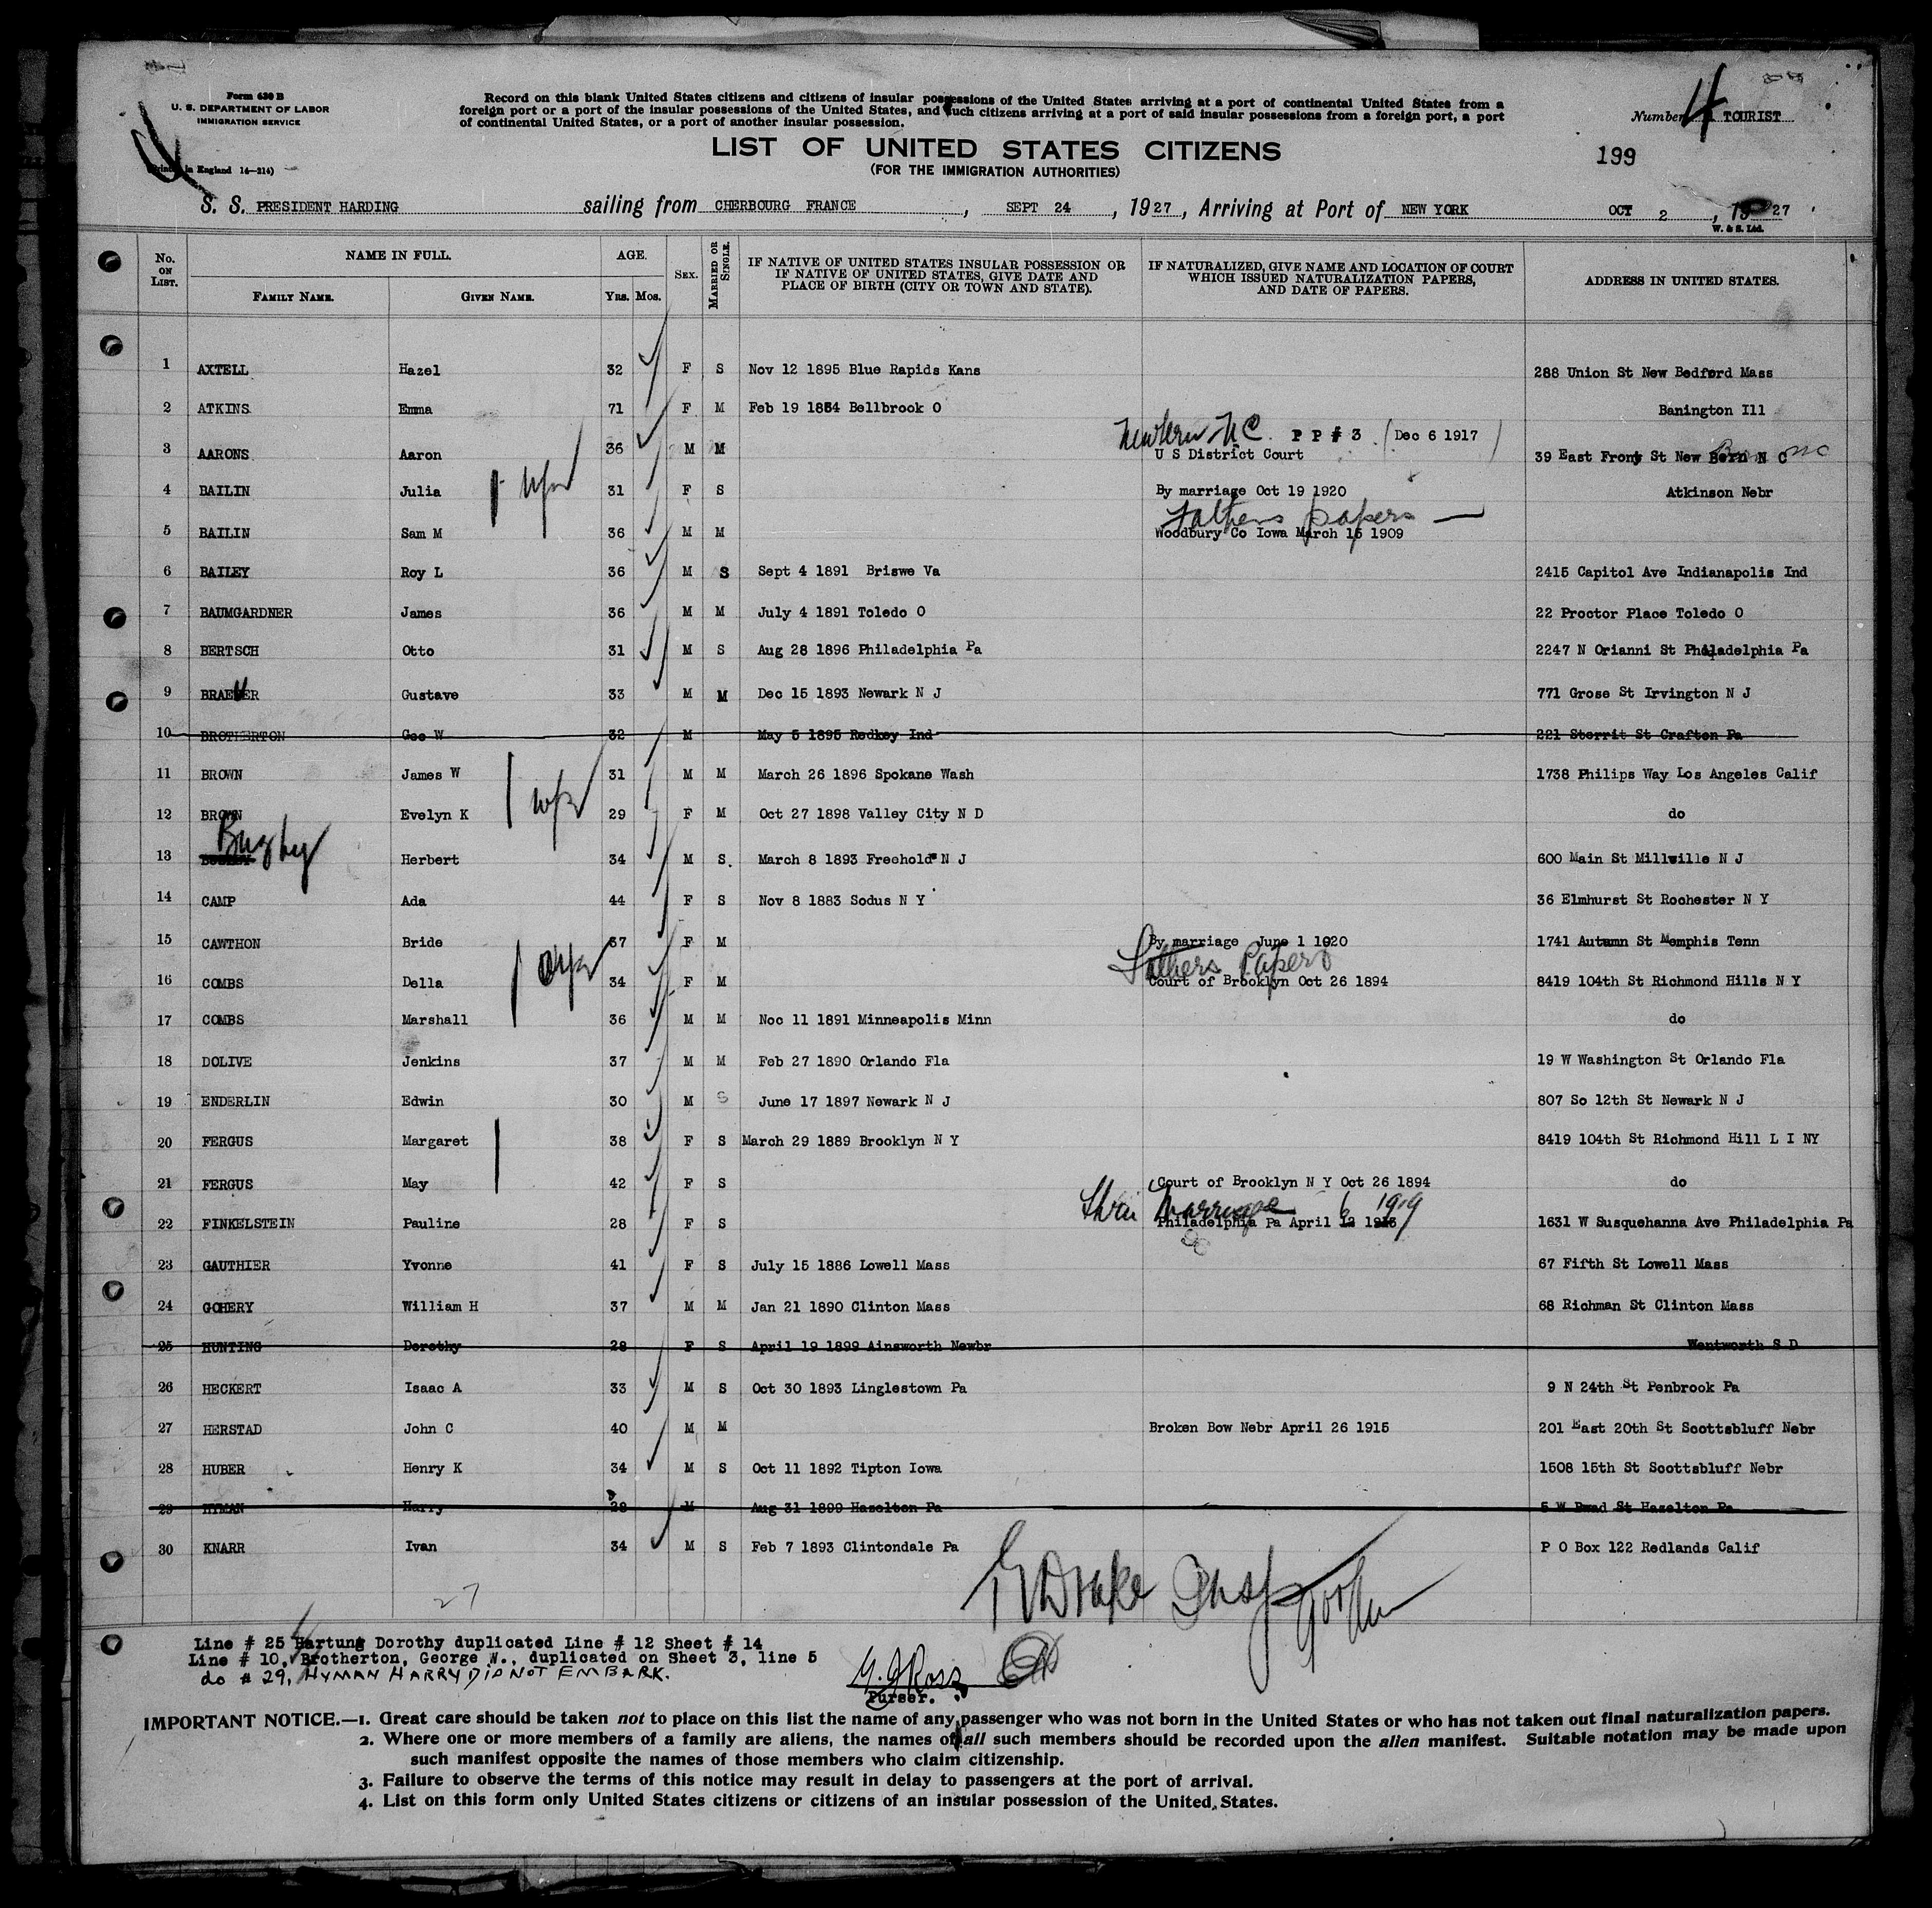 Form 630 B
U. S. DEPARTMENT OF LABOR
IMMIGRATION SERVICE
in England 14—214)
Record on this blank United States citizens and citizens of insular possessions of the United States arriving at a port of continental United States from a
foreign port or a port of the insular possessions of the United States, and such citizens arriving at a port of said insular possessions from a foreign port, a port
of continental United States, or a port of another insular possession.
Number 4 TOURIST
LIST OF UNITED STATES CITIZENS
(FOR THE IMMIGRATION AUTHORITIES)
199
S. S. PRESIDENT HARDING sailing from CHERBOURG FRANCE, SEPT 24, 1927, Arriving at Port of NEW YORK OCT 2, 1927
W. & S. Ltd.
No. ON LIST. NAME IN FULL. FAMILY NAME. GIVEN NAME. AGE. YRS. MOS. SEX. MARRIED OR SINGLE. IF NATIVE OF UNITED STATES INSULAR POSSESSION OR IF NATIVE OF UNITED STATES, GIVE DATE AND PLACE OF BIRTH (CITY OR TOWN AND STATE). IF NATURALIZED, GIVE NAME AND LOCATION OF COURT WHICH ISSUED NATURALIZATION PAPERS, AND DATE OF PAPERS. ADDRESS IN UNITED STATES.
1 AXTELL Hazel 32 F S Nov 12 1895 Blue Rapids Kans 288 Union St New Bedford Mass
2 ATKINS Emma 71 F M Feb 19 1854 Bellbrook O Banington Ill
Newbern N.C. P P # 3 (Dec 6 1917)
3 AARONS Aaron 36 M M U S District Court 39 East Front St New Bern N C
4 BAILIN Julia 31 F S By marriage Oct 19 1920 Atkinson Nebr
Fathers papers
5 BAILIN Sam M 36 M M Woodbury Co Iowa March 15 1909
6 BAILEY Roy L 36 M S Sept 4 1891 Briswe Va 2415 Capitol Ave Indianapolis Ind
7 BAUMGARDNER James 36 M M July 4 1891 Toledo O 22 Proctor Place Toledo O
8 BERTSCH Otto 31 M S Aug 28 1896 Philadelphia Pa 2247 N Orianni St Philadelphia Pa
9 BRAEUER Gustave 33 M M Dec 15 1893 Newark N J 771 Grose St Irvington N J
10 BROTHERTON Geo W 32 M May 5 1895 Redkey Ind 221 Sterrit St Crafton Pa
11 BROWN James W 31 M M March 26 1896 Spokane Wash 1738 Philips Way Los Angeles Calif
12 BROWN Evelyn K 29 F M Oct 27 1898 Valley City N D do
13 Buzby Herbert 34 M S. March 8 1893 Freehold N J 600 Main St Millville N J
14 CAMP Ada 44 F S Nov 8 1883 Sodus N Y 36 Elmhurst St Rochester N Y
15 CAWTHON Bride 37 F M By marriage June 1 1920 1741 Autumn St Memphis Tenn
Fathers Papers
16 COMBS Della 34 F M Court of Brooklyn Oct 26 1894 8419 104th St Richmond Hills N Y
17 COMBS Marshall 36 M M Noc 11 1891 Minneapolis Minn do
18 DOLIVE Jenkins 37 M M Feb 27 1890 Orlando Fla 19 W Washington St Orlando Fla
19 ENDERLIN Edwin 30 M S June 17 1897 Newark N J 807 So 12th St Newark N J
20 FERGUS Margaret 38 F S March 29 1889 Brooklyn N Y 8419 104th St Richmond Hill L I NY
21 FERGUS May 42 F S Court of Brooklyn N Y Oct 26 1894 do
Marriage 6 1919
22 FINKELSTEIN Pauline 28 F S Philadelphia Pa April 12 1913 1631 W Susquehanna Ave Philadelphia Pa
23 GAUTHIER Yvonne 41 F S July 15 1886 Lowell Mass 67 Fifth St Lowell Mass
24 GOHERY William H 37 M M Jan 21 1890 Clinton Mass 68 Richman St Clinton Mass
25 HUNTING Dorothy 28 F S April 19 1899 Ainsworth Newbr Wentworth S D
26 HECKERT Isaac A 33 M S Oct 30 1893 Linglestown Pa 9 N 24th St Penbrook Pa
27 HERSTAD John C 40 M M Broken Bow Nebr April 26 1915 201 East 20th St Scottsbluff Nebr
28 HUBER Henry K 34 M S Oct 11 1892 Tipton Iowa 1508 15th St Scottsbluff Nebr
29 HYMAN Harry 28 M Aug 31 1899 Hazelton Pa 5 W Broad St Hazelton Pa
30 KNARR Ivan 34 M S Feb 7 1893 Clintondale Pa P O Box 122 Redlands Calif
27
Drake Insp
Line # 25 Hartung Dorothy duplicated Line # 12 Sheet # 14
Line # 10, Brotherton, George W., duplicated on Sheet 3, line 5
do # 29, HYMAN HARRY DID NOT EMBARK.
Ross
Purser.
IMPORTANT NOTICE.—1. Great care should be taken not to place on this list the name of any passenger who was not born in the United States or who has not taken out final naturalization papers.
2. Where one or more members of a family are aliens, the names of all such members should be recorded upon the alien manifest. Suitable notation may be made upon
such manifest opposite the names of those members who claim citizenship.
3. Failure to observe the terms of this notice may result in delay to passengers at the port of arrival.
4. List on this form only United States citizens or citizens of an insular possession of the United States.